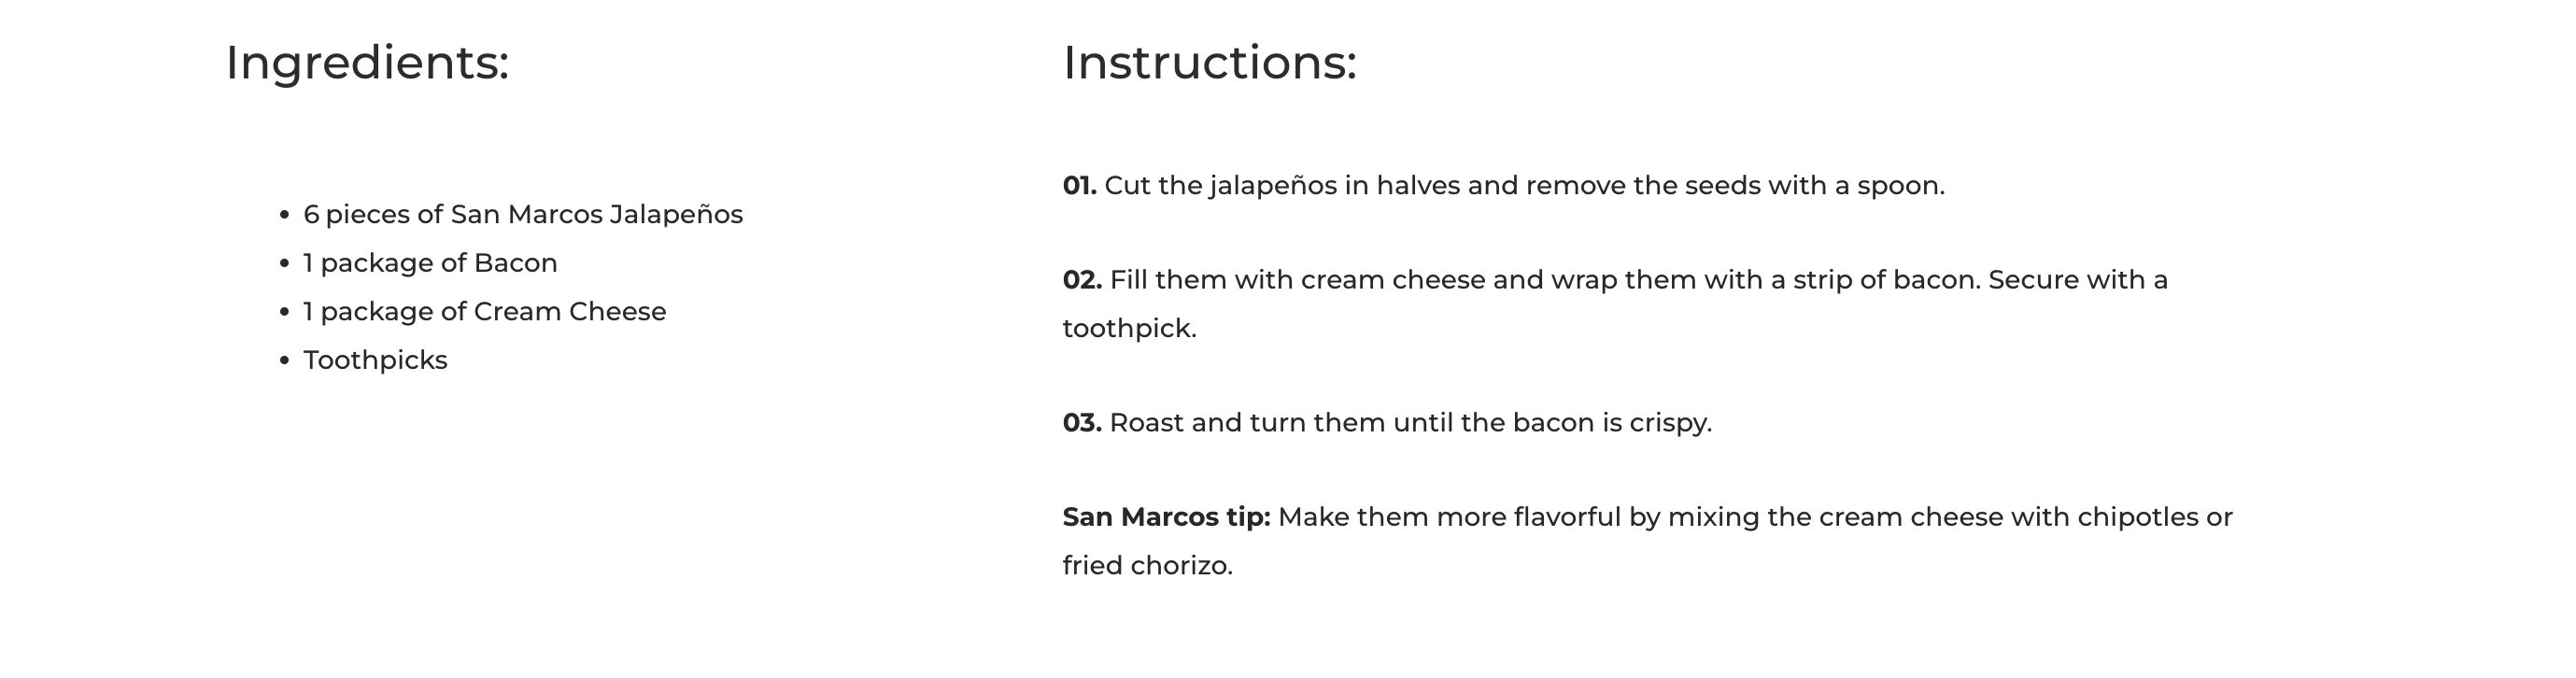 Ingredients:
• 6 pieces of San Marcos Jalapeños
• 1 package of Bacon
• 1 package of Cream Cheese
• Toothpicks
Instructions:
01. Cut the jalapeños in halves and remove the seeds with a spoon.
02. Fill them with cream cheese and wrap them with a strip of bacon. Secure with a
toothpick.
03. Roast and turn them until the bacon is crispy.
San Marcos tip: Make them more flavorful by mixing the cream cheese with chipotles or
fried chorizo.